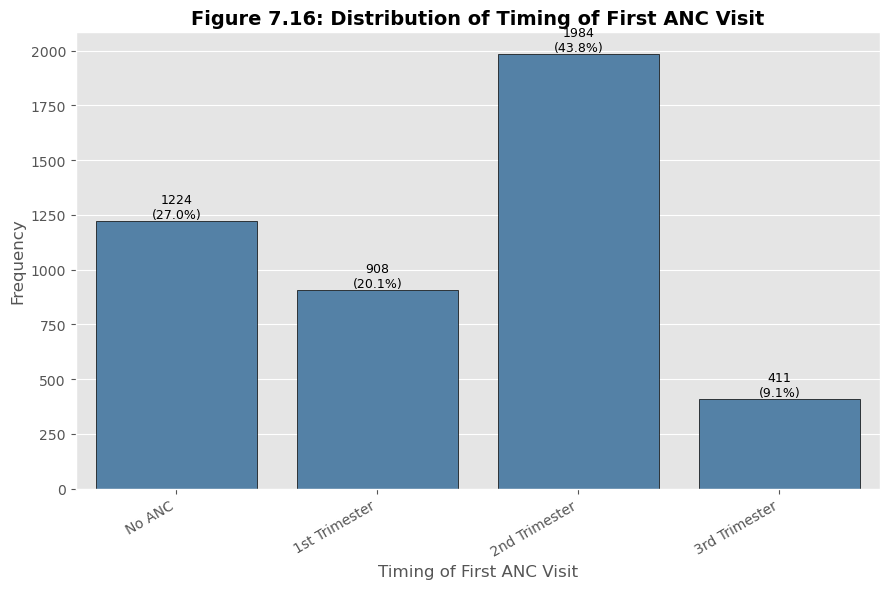 Figure 7.16: Distribution of Timing of First ANC Visit
Frequency
2000
1750
1500
1250
1000
750
500
250
0
1224
(27.0%)
908
(20.1%)
1984
(43.8%)
411
(9.1%)
No ANC
1st Trimester
2nd Trimester
3rd Trimester
Timing of First ANC Visit